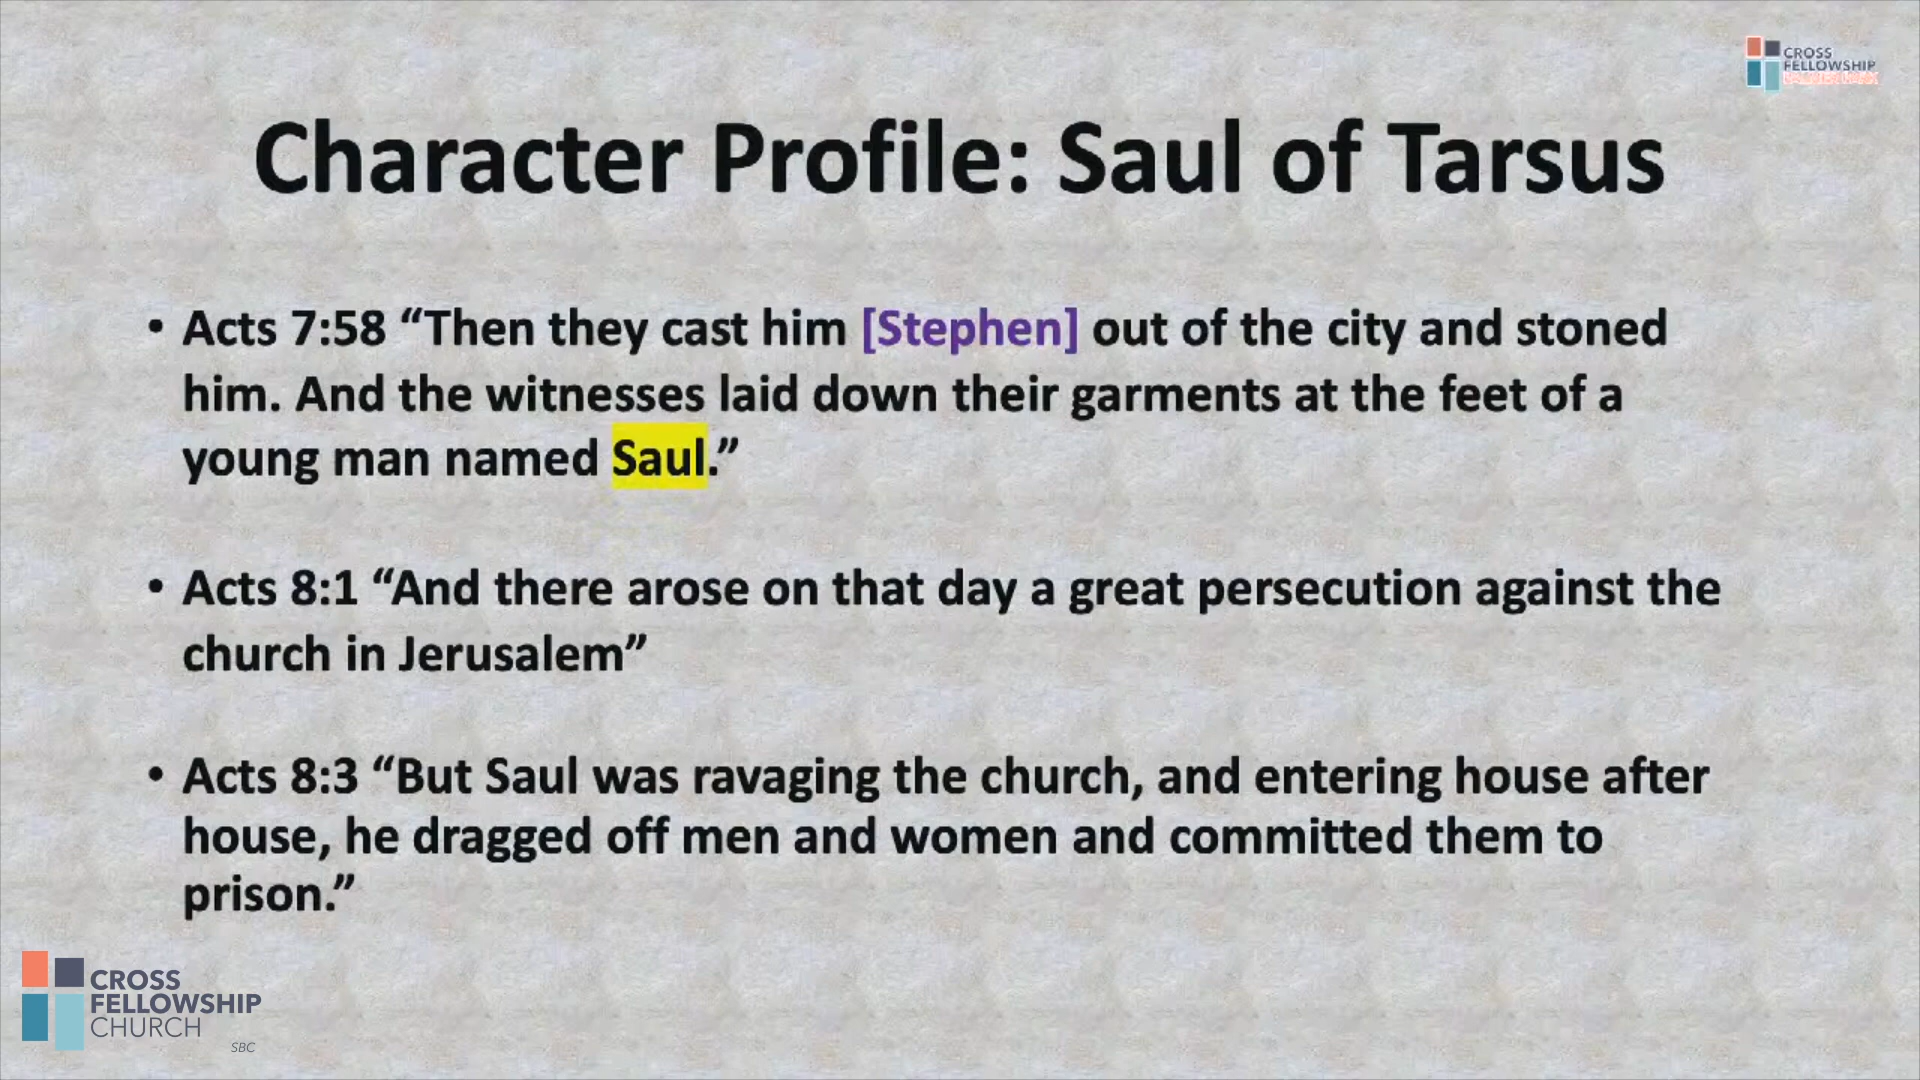 CROSS
FELLOWSHIP
Character Profile: Saul of Tarsus
• Acts 7:58 “Then they cast him [Stephen] out of the city and stoned
him. And the witnesses laid down their garments at the feet of a
young man named Saul.”
• Acts 8:1 “And there arose on that day a great persecution against the
church in Jerusalem”
• Acts 8:3 “But Saul was ravaging the church, and entering house after
house, he dragged off men and women and committed them to
prison.”
CROSS
FELLOWSHIP
CHURCH
SBC